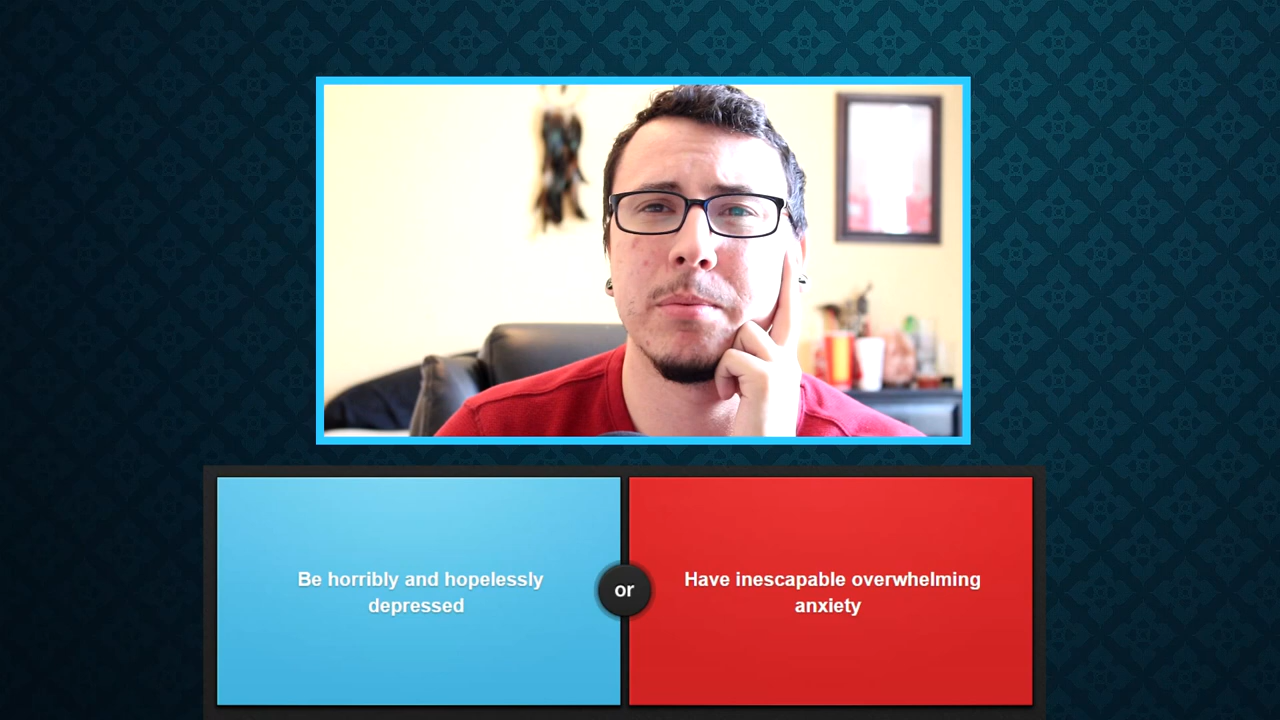 Be horribly and hopelessly
depressed
or
Have inescapable overwhelming
anxiety